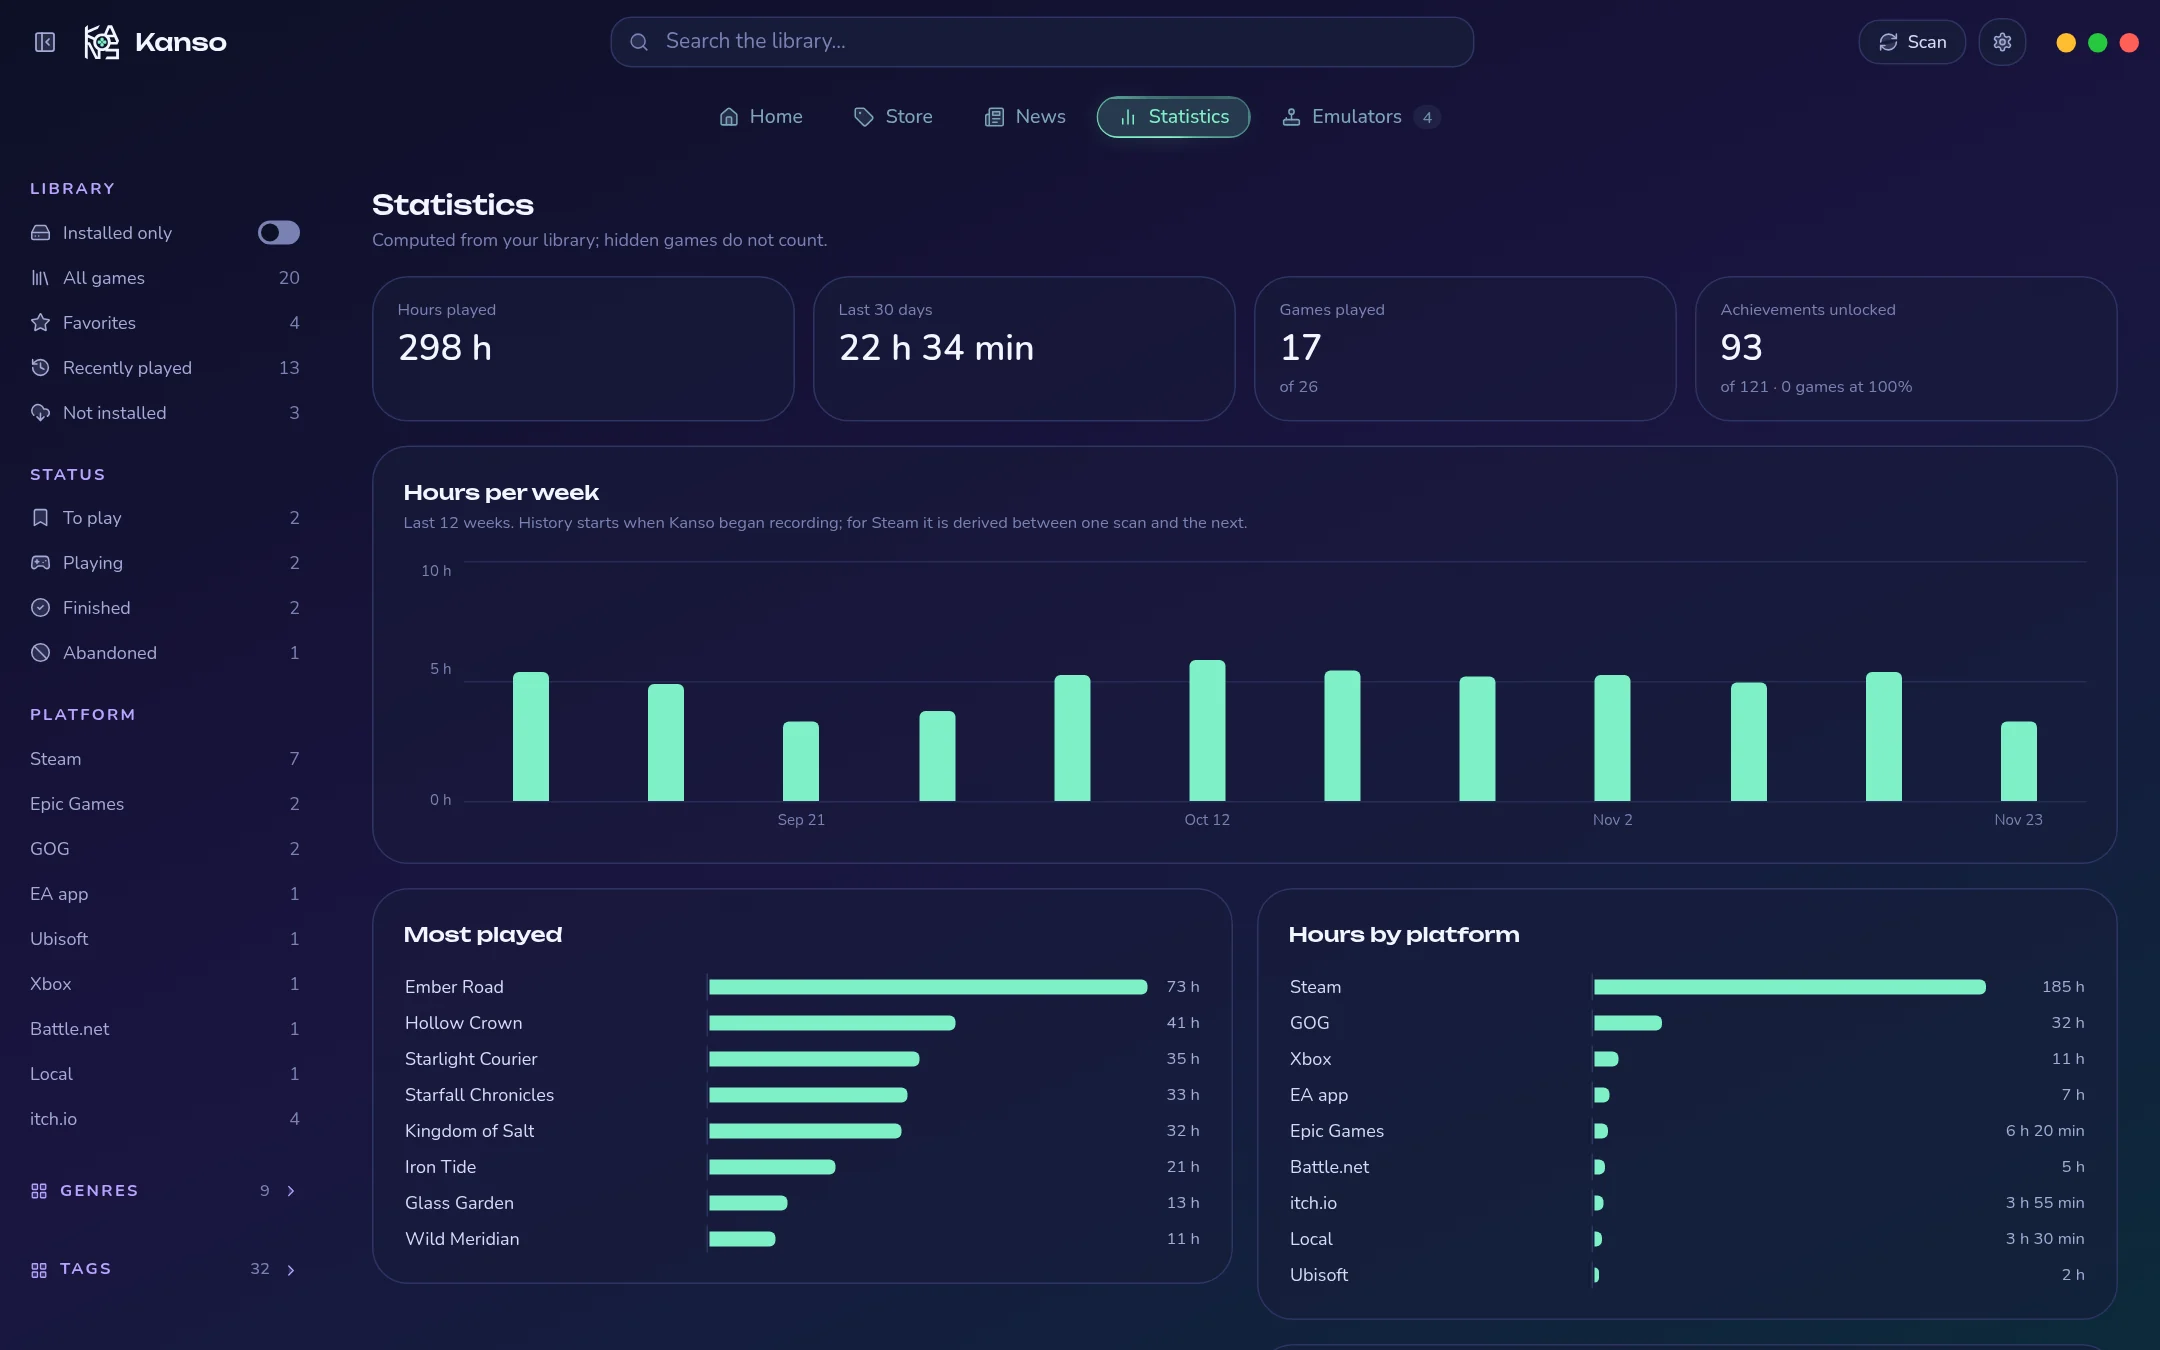 Kanso
Search the library...
Scan
Home
Store
News
Statistics
Emulators 4
LIBRARY
Installed only
All games 20
Favorites 4
Recently played 13
Not installed 3
STATUS
To play 2
Playing 2
Finished 2
Abandoned 1
PLATFORM
Steam 7
Epic Games 2
GOG 2
EA app 1
Ubisoft 1
Xbox 1
Battle.net 1
Local 1
itch.io 4
GENRES 9
TAGS 32
Statistics
Computed from your library; hidden games do not count.
Hours played
298 h
Last 30 days
22 h 34 min
Games played
17
of 26
Achievements unlocked
93
of 121 · 0 games at 100%
Hours per week
Last 12 weeks. History starts when Kanso began recording; for Steam it is derived between one scan and the next.
10 h
5 h
0 h
Sep 21
Oct 12
Nov 2
Nov 23
Most played
Ember Road 73 h
Hollow Crown 41 h
Starlight Courier 35 h
Starfall Chronicles 33 h
Kingdom of Salt 32 h
Iron Tide 21 h
Glass Garden 13 h
Wild Meridian 11 h
Hours by platform
Steam 185 h
GOG 32 h
Xbox 11 h
EA app 7 h
Epic Games 6 h 20 min
Battle.net 5 h
itch.io 3 h 55 min
Local 3 h 30 min
Ubisoft 2 h